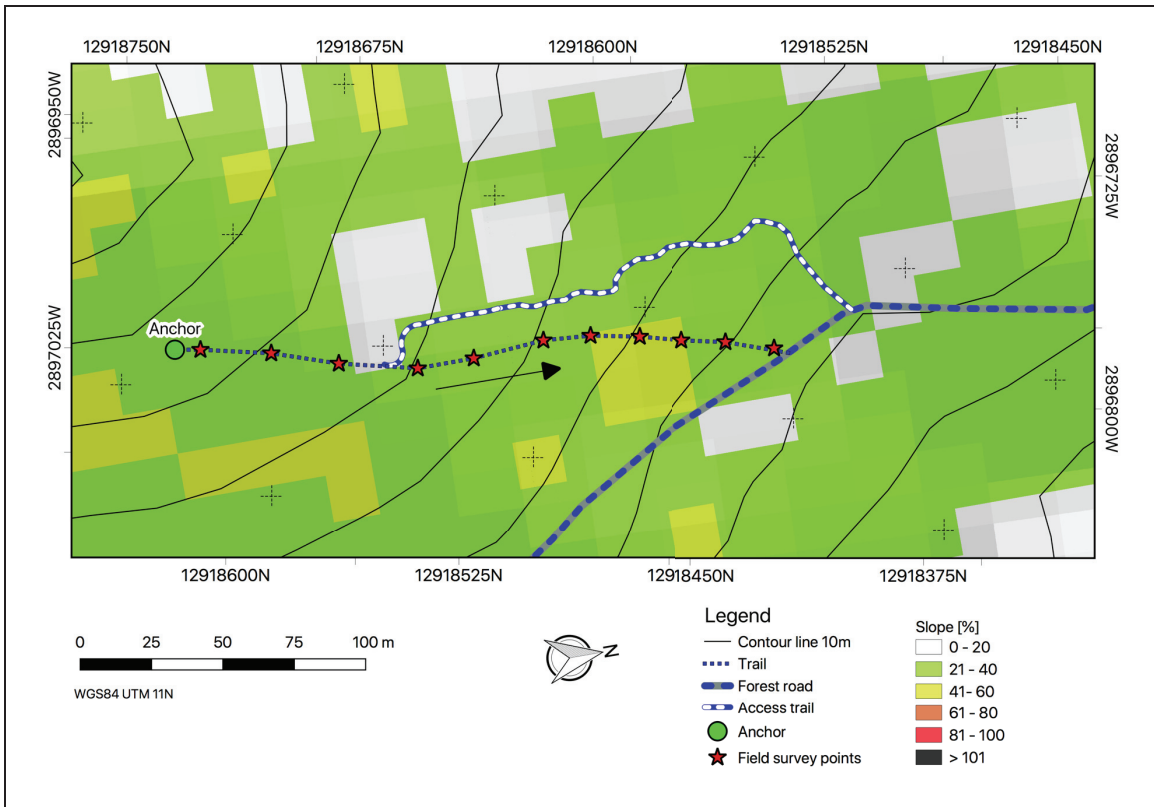 12918750N 12918675N 12918600N 12918525N 12918450N
2896950W
2897025W
2896725W
2896800W
Anchor
12918600N 12918525N 12918450N 12918375N
0 25 50 75 100 m
WGS84 UTM 11N
N
Legend
Contour line 10m
Trail
Forest road
Access trail
Anchor
Field survey points
Slope [%]
0 - 20
21 - 40
41 - 60
61 - 80
81 - 100
> 101